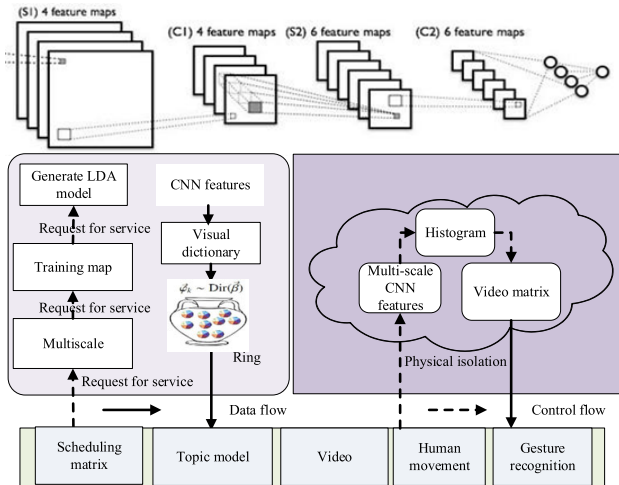 (S1) 4 feature maps
(C1) 4 feature maps
(S2) 6 feature maps
(C2) 6 feature maps
Generate LDA
model
CNN features
Request for service
Visual
dictionary
Training map
φₖ ~ Dir(β)
Request for service
Multiscale
Ring
Request for service
Histogram
Multi-scale
CNN
features
Video matrix
Physical isolation
Data flow
Control flow
Scheduling
matrix
Topic model
Video
Human
movement
Gesture
recognition